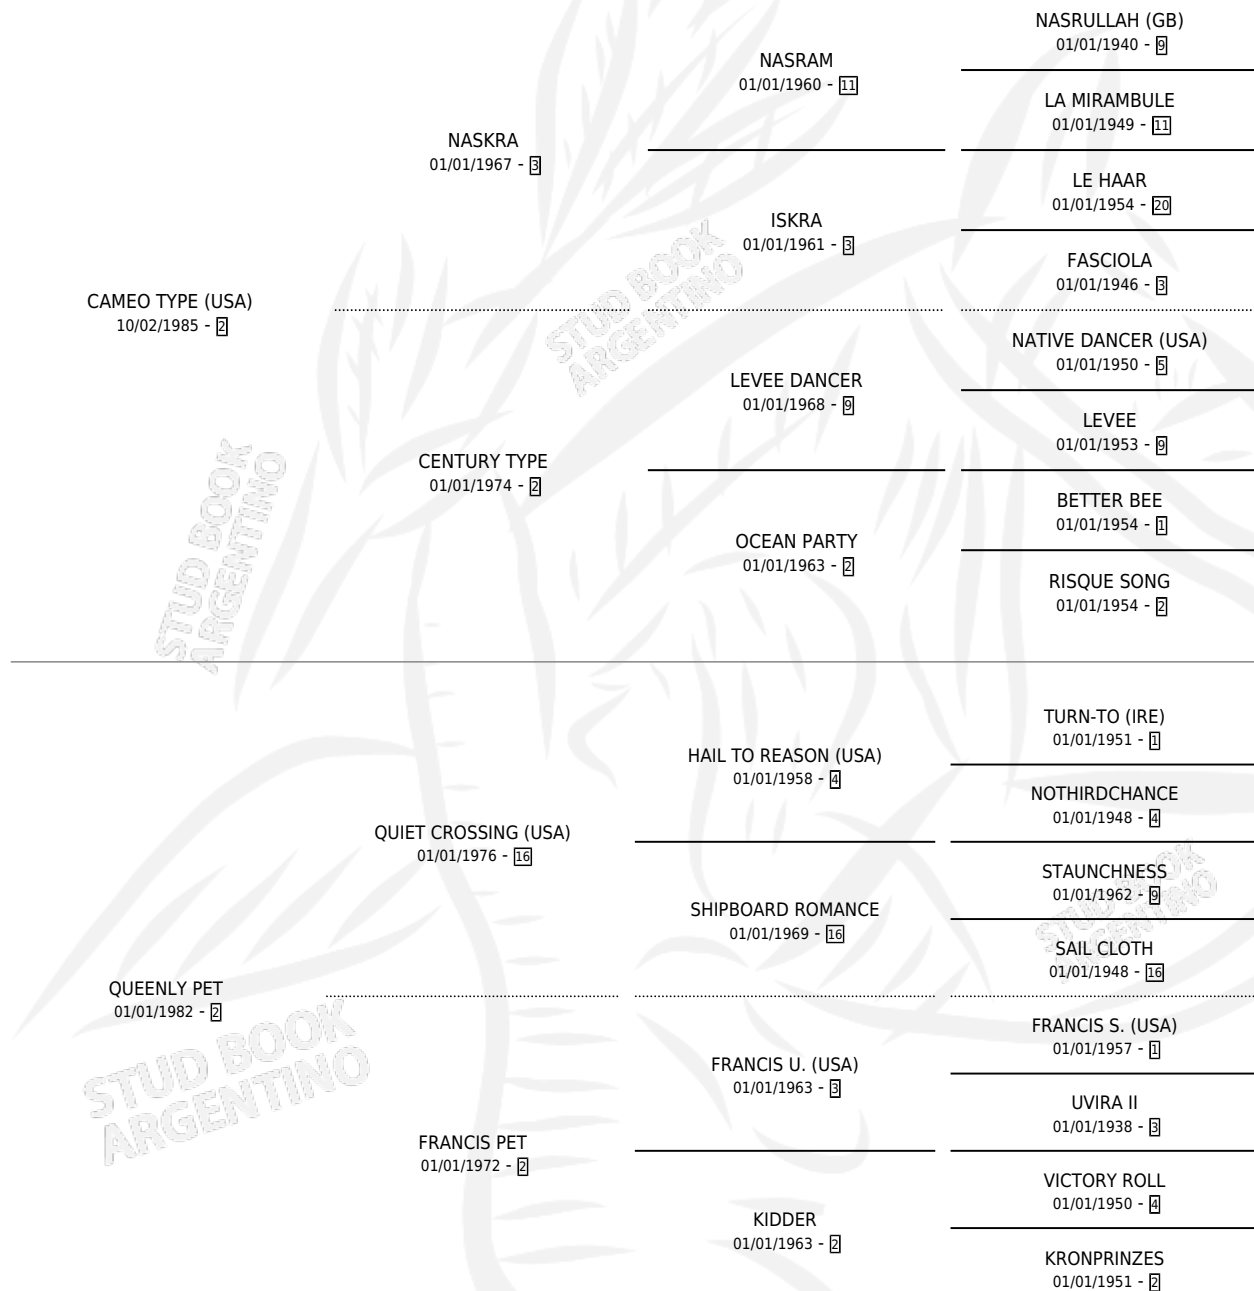 NASRULLAH (GB)
01/01/1940 - 9
NASRAM
01/01/1960 - 11
LA MIRAMBULE
01/01/1949 - 11
NASKRA
01/01/1967 - 3
LE HAAR
01/01/1954 - 20
ISKRA
01/01/1961 - 3
FASCIOLA
01/01/1946 - 3
CAMEO TYPE (USA)
10/02/1985 - 2
NATIVE DANCER (USA)
01/01/1950 - 5
LEVEE DANCER
01/01/1968 - 9
LEVEE
01/01/1953 - 9
CENTURY TYPE
01/01/1974 - 2
BETTER BEE
01/01/1954 - 1
OCEAN PARTY
01/01/1963 - 2
RISQUE SONG
01/01/1954 - 2
TURN-TO (IRE)
01/01/1951 - 1
HAIL TO REASON (USA)
01/01/1958 - 4
NOTHIRDCHANCE
01/01/1948 - 4
QUIET CROSSING (USA)
01/01/1976 - 16
STAUNCHNESS
01/01/1962 - 9
SHIPBOARD ROMANCE
01/01/1969 - 16
SAIL CLOTH
01/01/1948 - 16
QUEENLY PET
01/01/1982 - 2
FRANCIS S. (USA)
01/01/1957 - 1
FRANCIS U. (USA)
01/01/1963 - 3
UVIRA II
01/01/1938 - 3
FRANCIS PET
01/01/1972 - 2
VICTORY ROLL
01/01/1950 - 4
KIDDER
01/01/1963 - 2
KRONPRINZES
01/01/1951 - 2
STUD BOOK
ARGENTINO
STUD BOOK
ARGENTINO
STUD BOOK
ARGENTINO
STUD BOOK
ARGENTINO